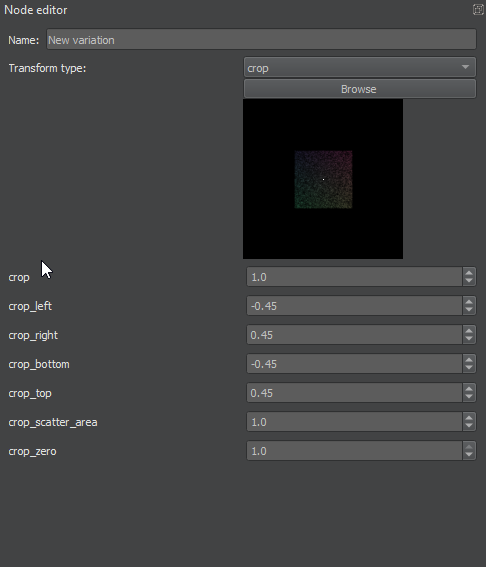 Node editor
Name: New variation
Transform type: crop
Browse
crop 1.0
crop_left -0.45
crop_right 0.45
crop_bottom -0.45
crop_top 0.45
crop_scatter_area 1.0
crop_zero 1.0